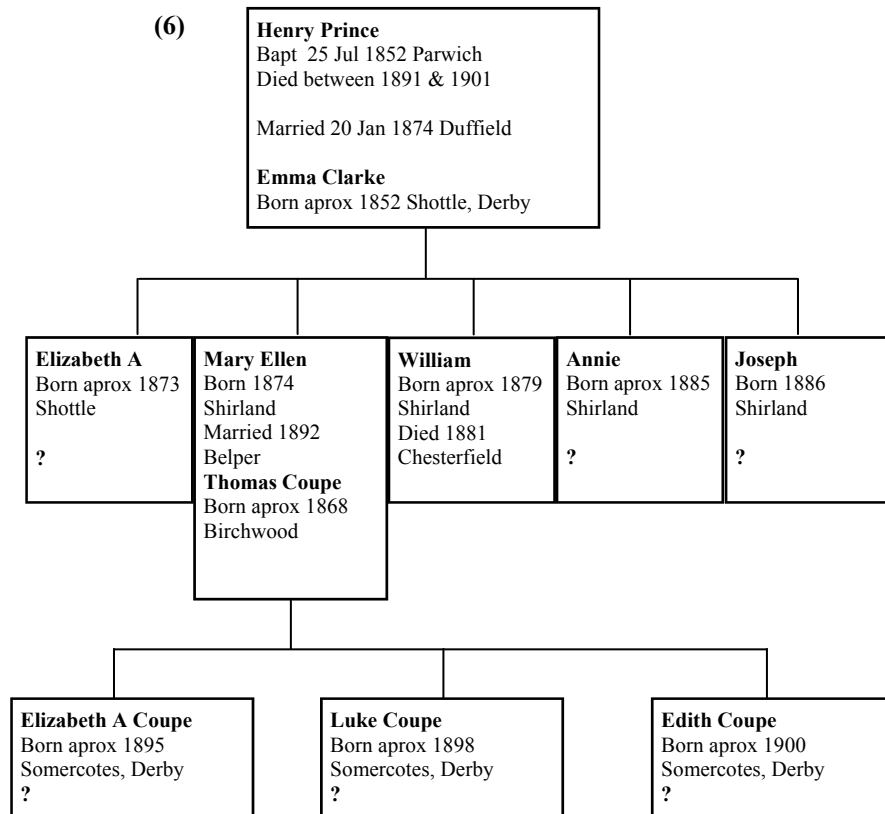 (6)
Henry Prince
Bapt 25 Jul 1852 Parwich
Died between 1891 & 1901
Married 20 Jan 1874 Duffield
Emma Clarke
Born aprox 1852 Shottle, Derby
Elizabeth A
Born aprox 1873
Shottle
?
Mary Ellen
Born 1874
Shirland
Married 1892
Belper
Thomas Coupe
Born aprox 1868
Birchwood
William
Born aprox 1879
Shirland
Died 1881
Chesterfield
Annie
Born aprox 1885
Shirland
?
Joseph
Born 1886
Shirland
?
Elizabeth A Coupe
Born aprox 1895
Somercotes, Derby
?
Luke Coupe
Born aprox 1898
Somercotes, Derby
?
Edith Coupe
Born aprox 1900
Somercotes, Derby
?